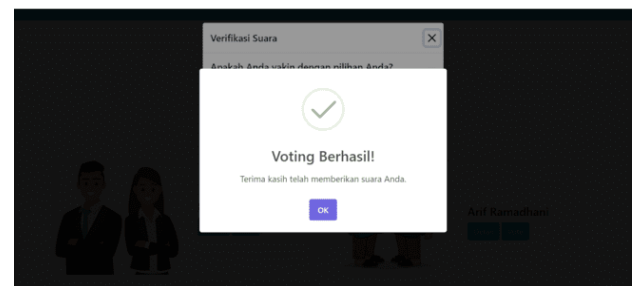 Verifikasi Suara
Apakah Anda yakin dengan pilihan Anda?
Voting Berhasil!
Terima kasih telah memberikan suara Anda.
OK
Arif Ramadhani